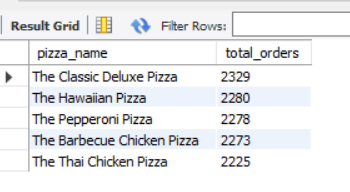 Result Grid Filter Rows:
pizza_name total_orders
The Classic Deluxe Pizza 2329
The Hawaiian Pizza 2280
The Pepperoni Pizza 2278
The Barbecue Chicken Pizza 2273
The Thai Chicken Pizza 2225